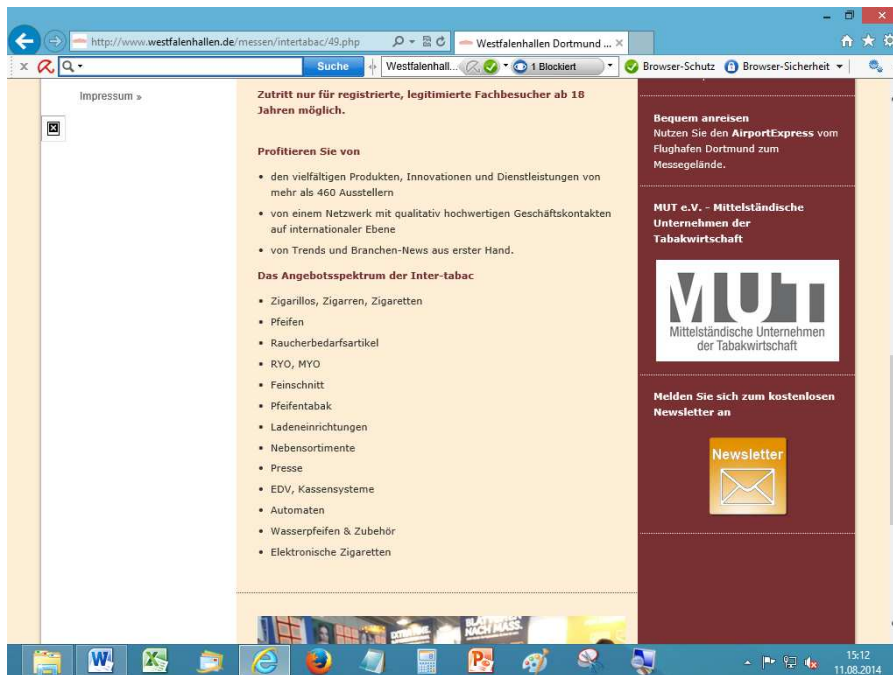 http://www.westfalenhallen.de/messen/intertabac/49.php
Westfalenhallen Dortmund ...
Suche
Westfalenhall...
1 Blockiert
Browser-Schutz
Browser-Sicherheit
Impressum »
Zutritt nur für registrierte, legitimierte Fachbesucher ab 18
Jahren möglich.
Profitieren Sie von
• den vielfältigen Produkten, Innovationen und Dienstleistungen von
mehr als 460 Ausstellern
• von einem Netzwerk mit qualitativ hochwertigen Geschäftskontakten
auf internationaler Ebene
• von Trends und Branchen-News aus erster Hand.
Das Angebotsspektrum der Inter-tabac
• Zigarillos, Zigarren, Zigaretten
• Pfeifen
• Raucherbedarfsartikel
• RYO, MYO
• Feinschnitt
• Pfeifentabak
• Ladeneinrichtungen
• Nebensortimente
• Presse
• EDV, Kassensysteme
• Automaten
• Wasserpfeifen & Zubehör
• Elektronische Zigaretten
NACH MASS.
Bequem anreisen
Nutzen Sie den AirportExpress vom
Flughafen Dortmund zum
Messegelände.
MUT e.V. - Mittelständische
Unternehmen der
Tabakwirtschaft
MUT
Mittelständische Unternehmen
der Tabakwirtschaft
Melden Sie sich zum kostenlosen
Newsletter an
Newsletter
15:12
11.08.2014